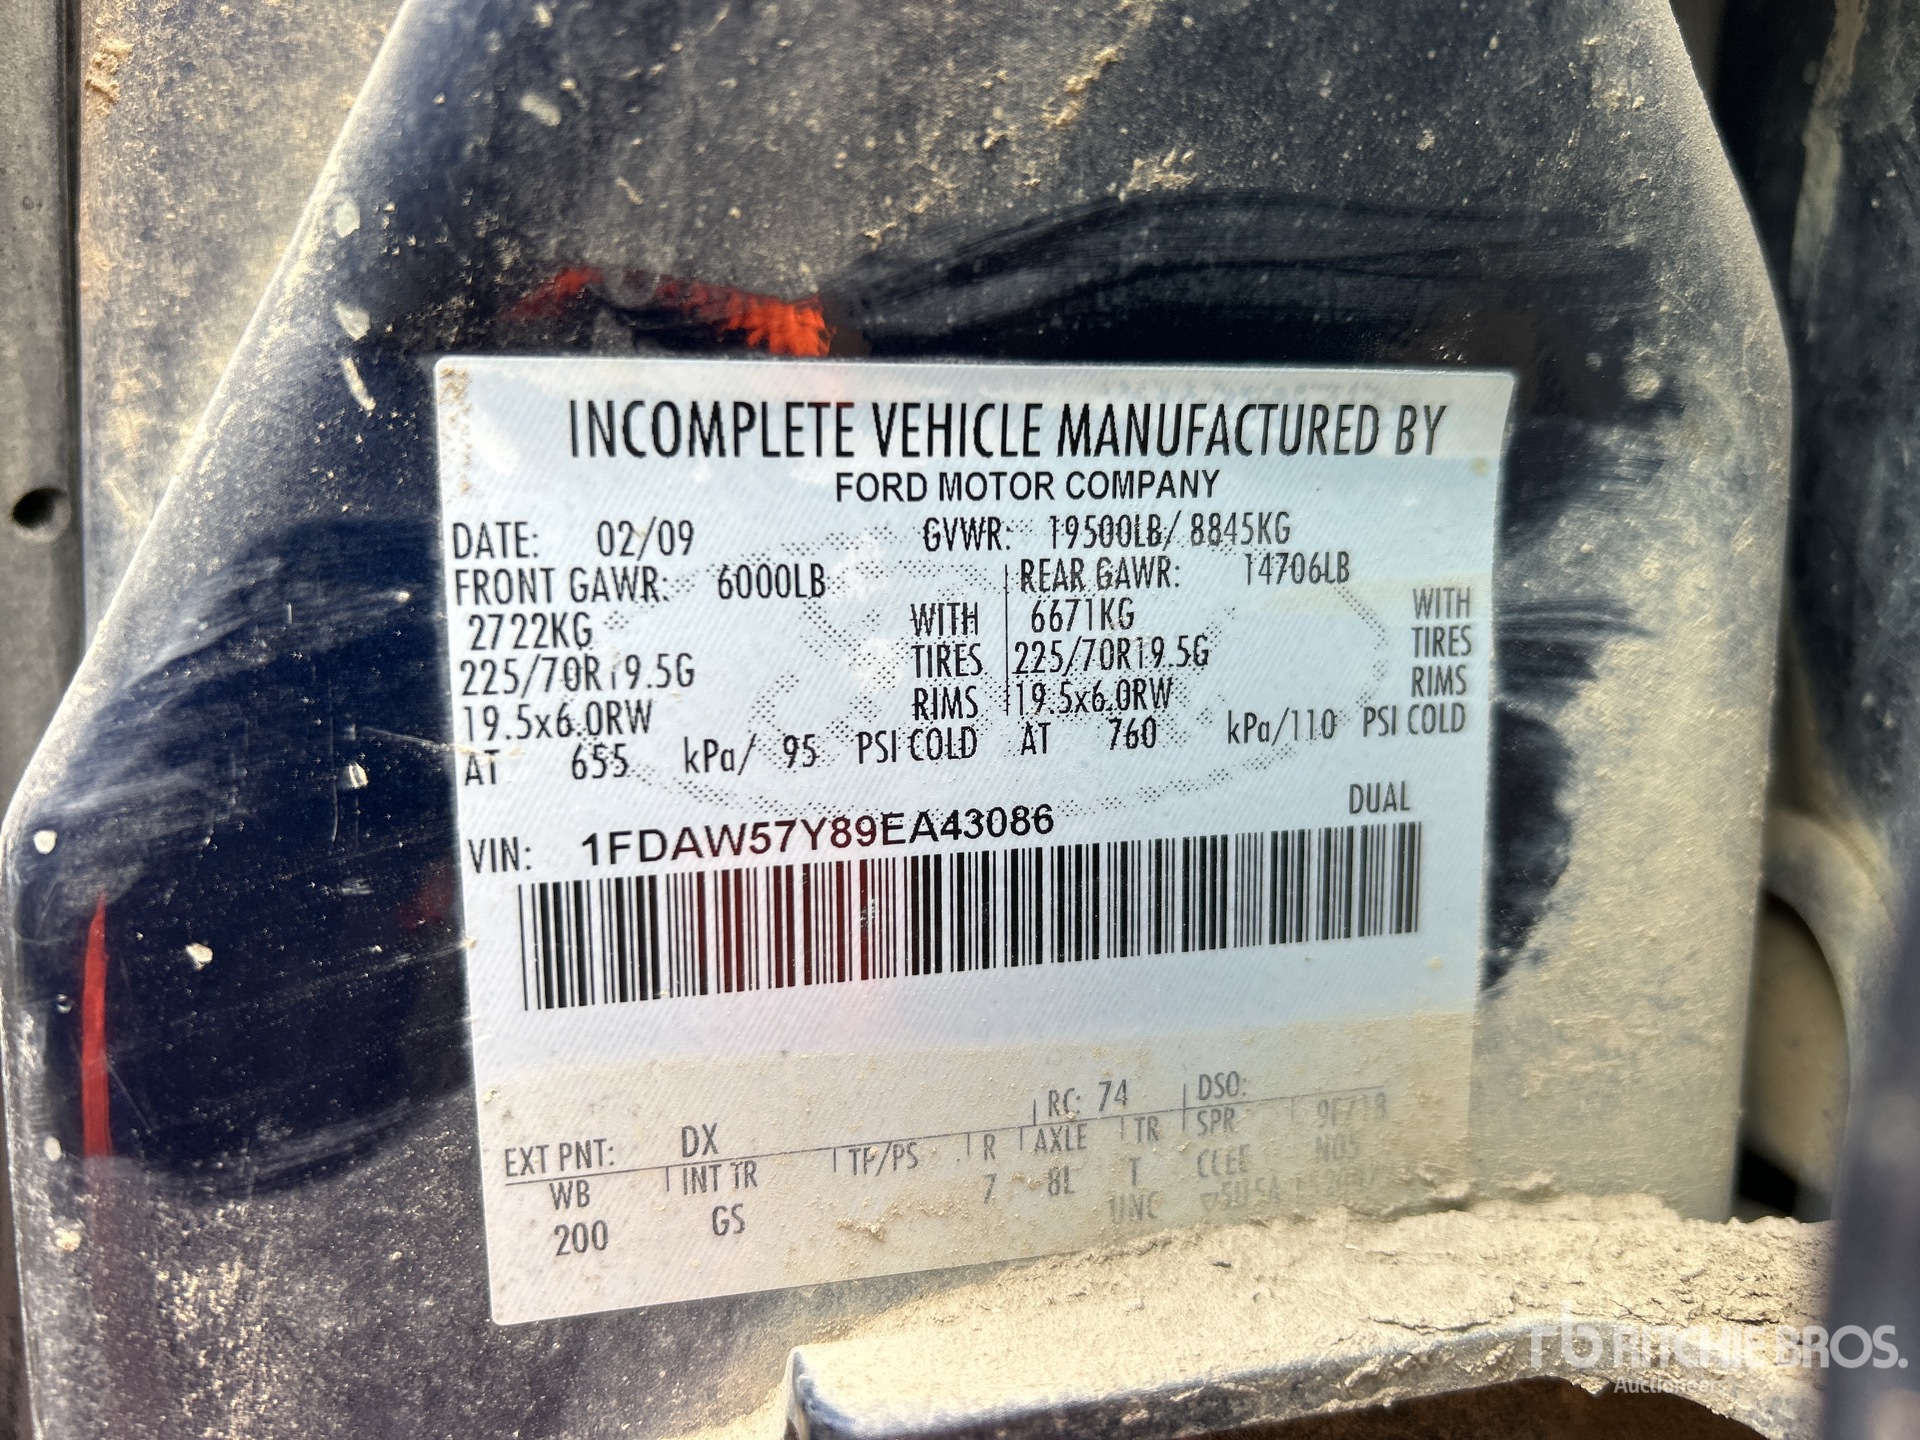 INCOMPLETE VEHICLE MANUFACTURED BY
FORD MOTOR COMPANY
DATE: 02/09 GVWR: 19500LB/ 8845KG
FRONT GAWR: 6000LB REAR GAWR: 14706LB
2722KG WITH 6671KG WITH
225/70R19.5G TIRES 225/70R19.5G TIRES
19.5x6.0RW RIMS 19.5x6.0RW RIMS
AT 655 kPa/ 95 PSI COLD AT 760 kPa/110 PSI COLD
VIN: 1FDAW57Y89EA43086 DUAL
EXT PNT: DX RC: 74 DSO:
WB INT TR TP/PS R AXLE TR SPR
200 GS 7 8L T
UNC
RITCHIE BROS.
Auctioneers